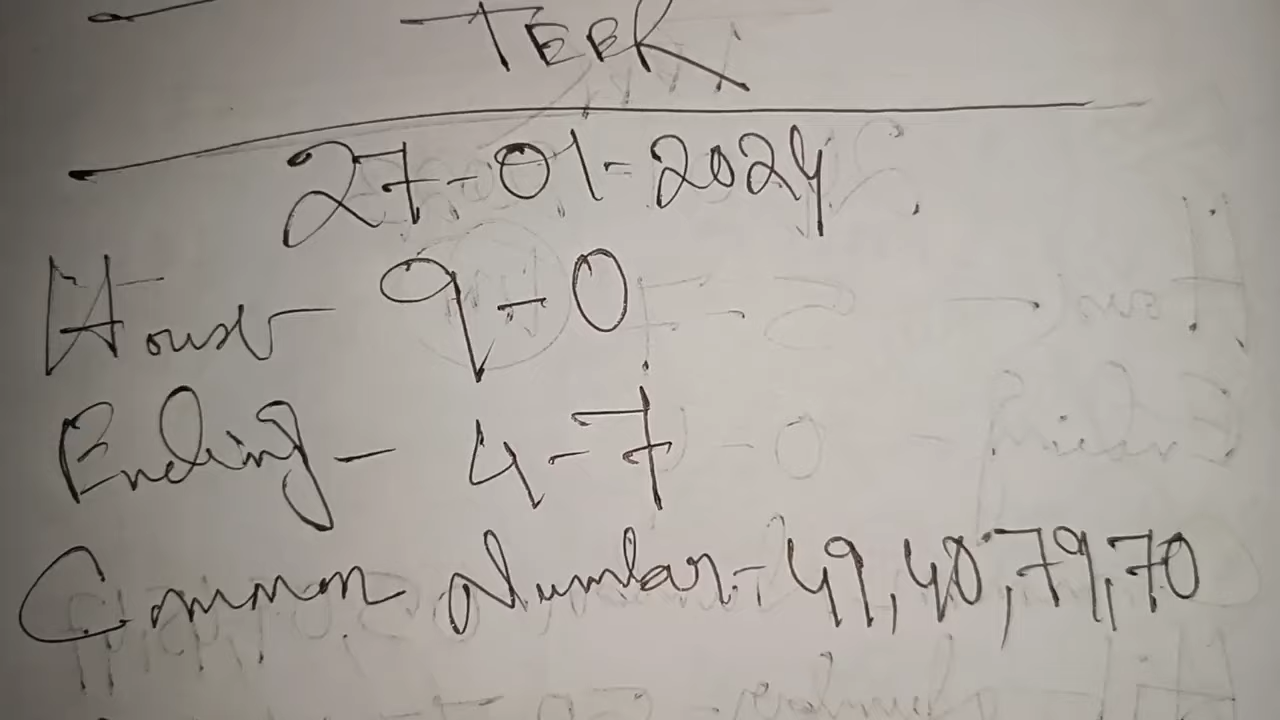 TEER
27-01-2024
House- 9-0
Ending- 4-7
Common Number.- 49,40,79,70